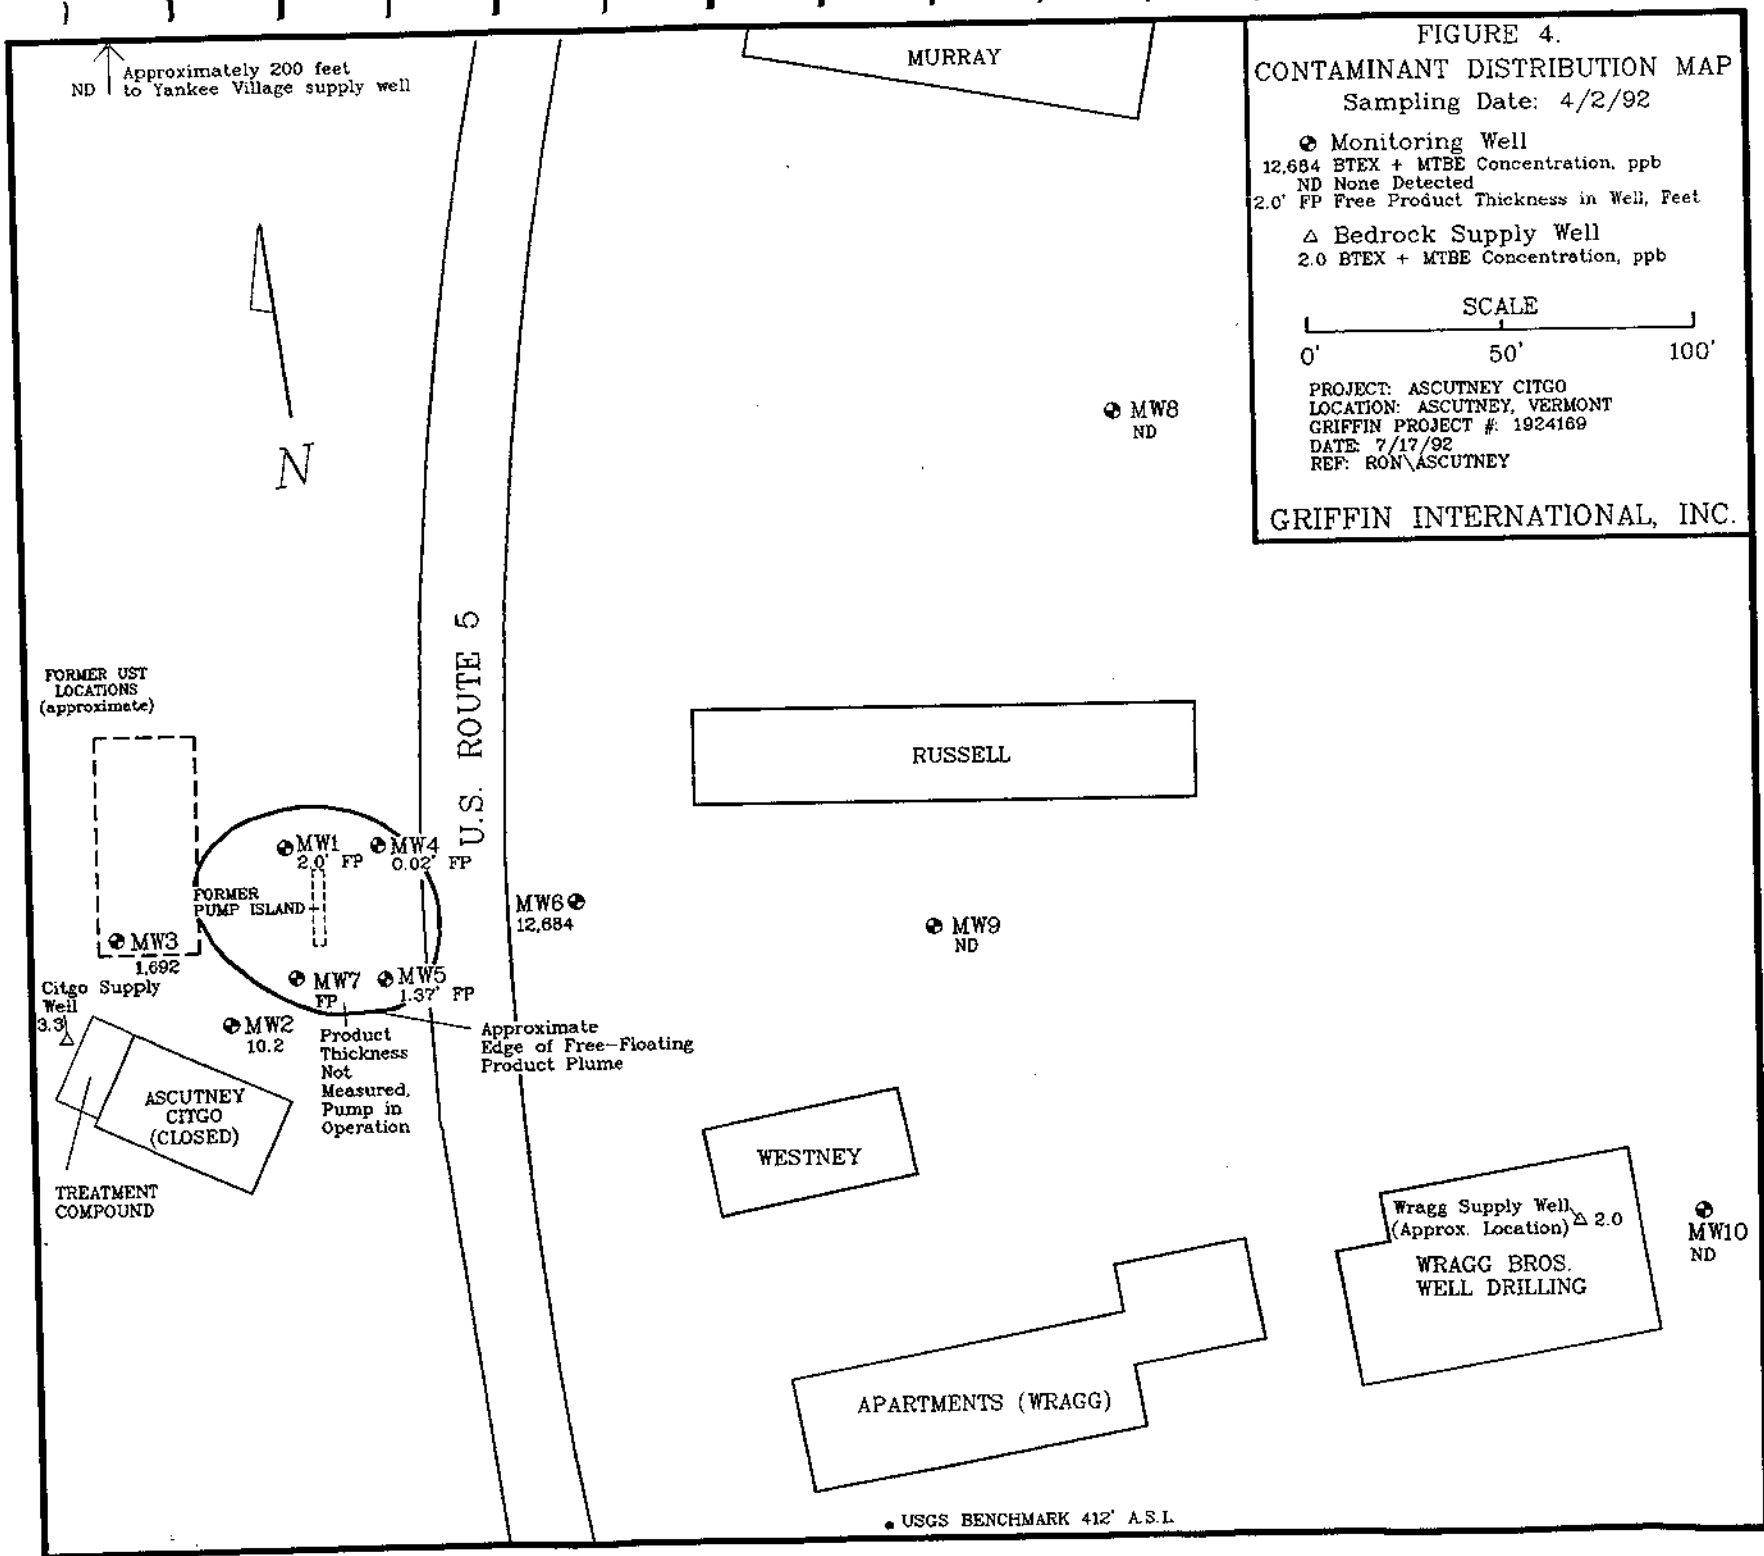 Approximately 200 feet
ND to Yankee Village supply well
MURRAY
FIGURE 4.
CONTAMINANT DISTRIBUTION MAP
Sampling Date: 4/2/92
Monitoring Well
12,684 BTEX + MTBE Concentration, ppb
ND None Detected
2.0' FP Free Product Thickness in Well, Feet
Bedrock Supply Well
2.0 BTEX + MTBE Concentration, ppb
SCALE
0' 50' 100'
PROJECT: ASCUTNEY CITGO
LOCATION: ASCUTNEY, VERMONT
GRIFFIN PROJECT #: 1924169
DATE: 7/17/92
REF: RON\ASCUTNEY
GRIFFIN INTERNATIONAL, INC.
N
MW8
ND
U.S. ROUTE 5
FORMER UST
LOCATIONS
(approximate)
RUSSELL
MW1
2.0' FP
MW4
0.02' FP
FORMER
PUMP ISLAND
MW6
12,684
MW9
ND
MW3
1,692
MW7
FP
MW5
1.37' FP
Citgo Supply
Well
3.3
MW2
10.2
Product
Thickness
Not
Measured,
Pump in
Operation
Approximate
Edge of Free-Floating
Product Plume
ASCUTNEY
CITGO
(CLOSED)
TREATMENT
COMPOUND
WESTNEY
Wragg Supply Well
(Approx. Location) 2.0
WRAGG BROS.
WELL DRILLING
MW10
ND
APARTMENTS (WRAGG)
USGS BENCHMARK 412' A.S.L.